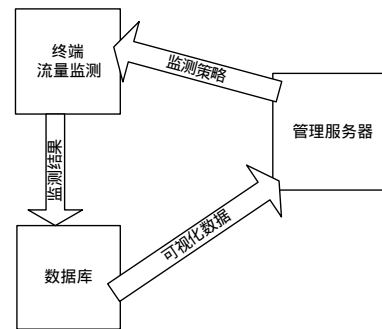 终端
流量监测
监测策略
管理服务器
监测结果
可视化数据
数据库